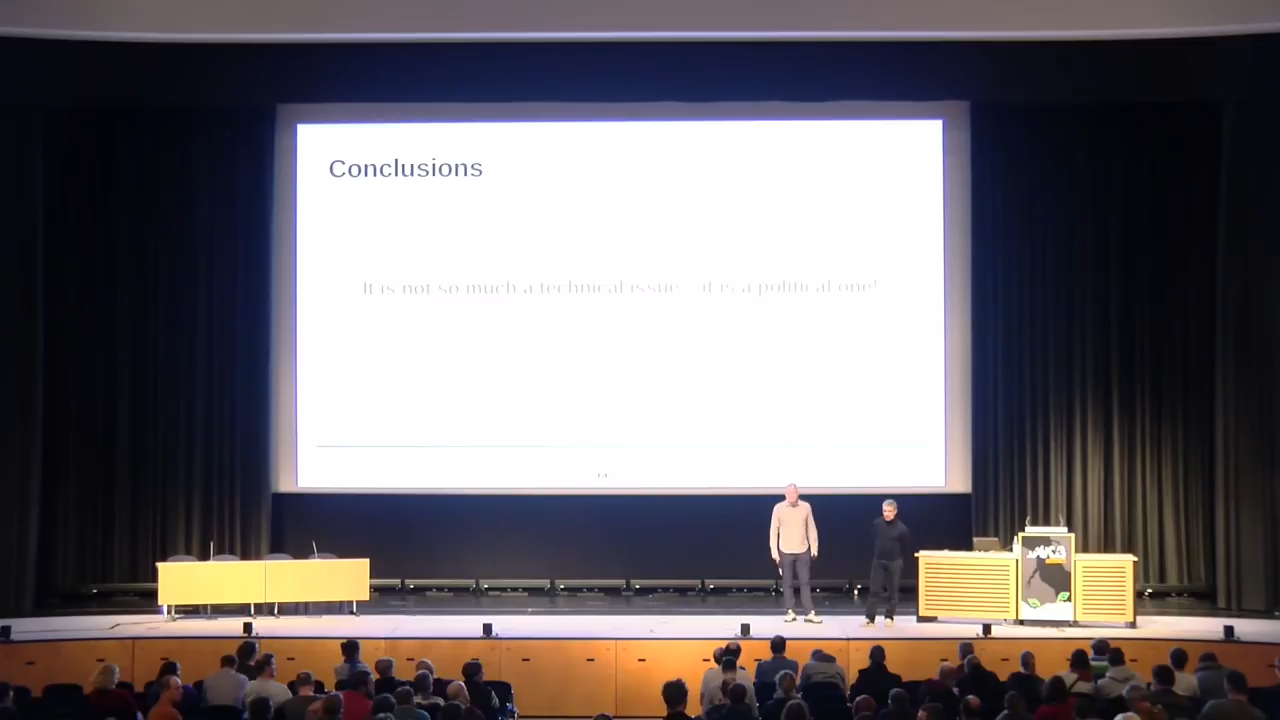 Conclusions
It is not so much a technical issue - it is a political one!